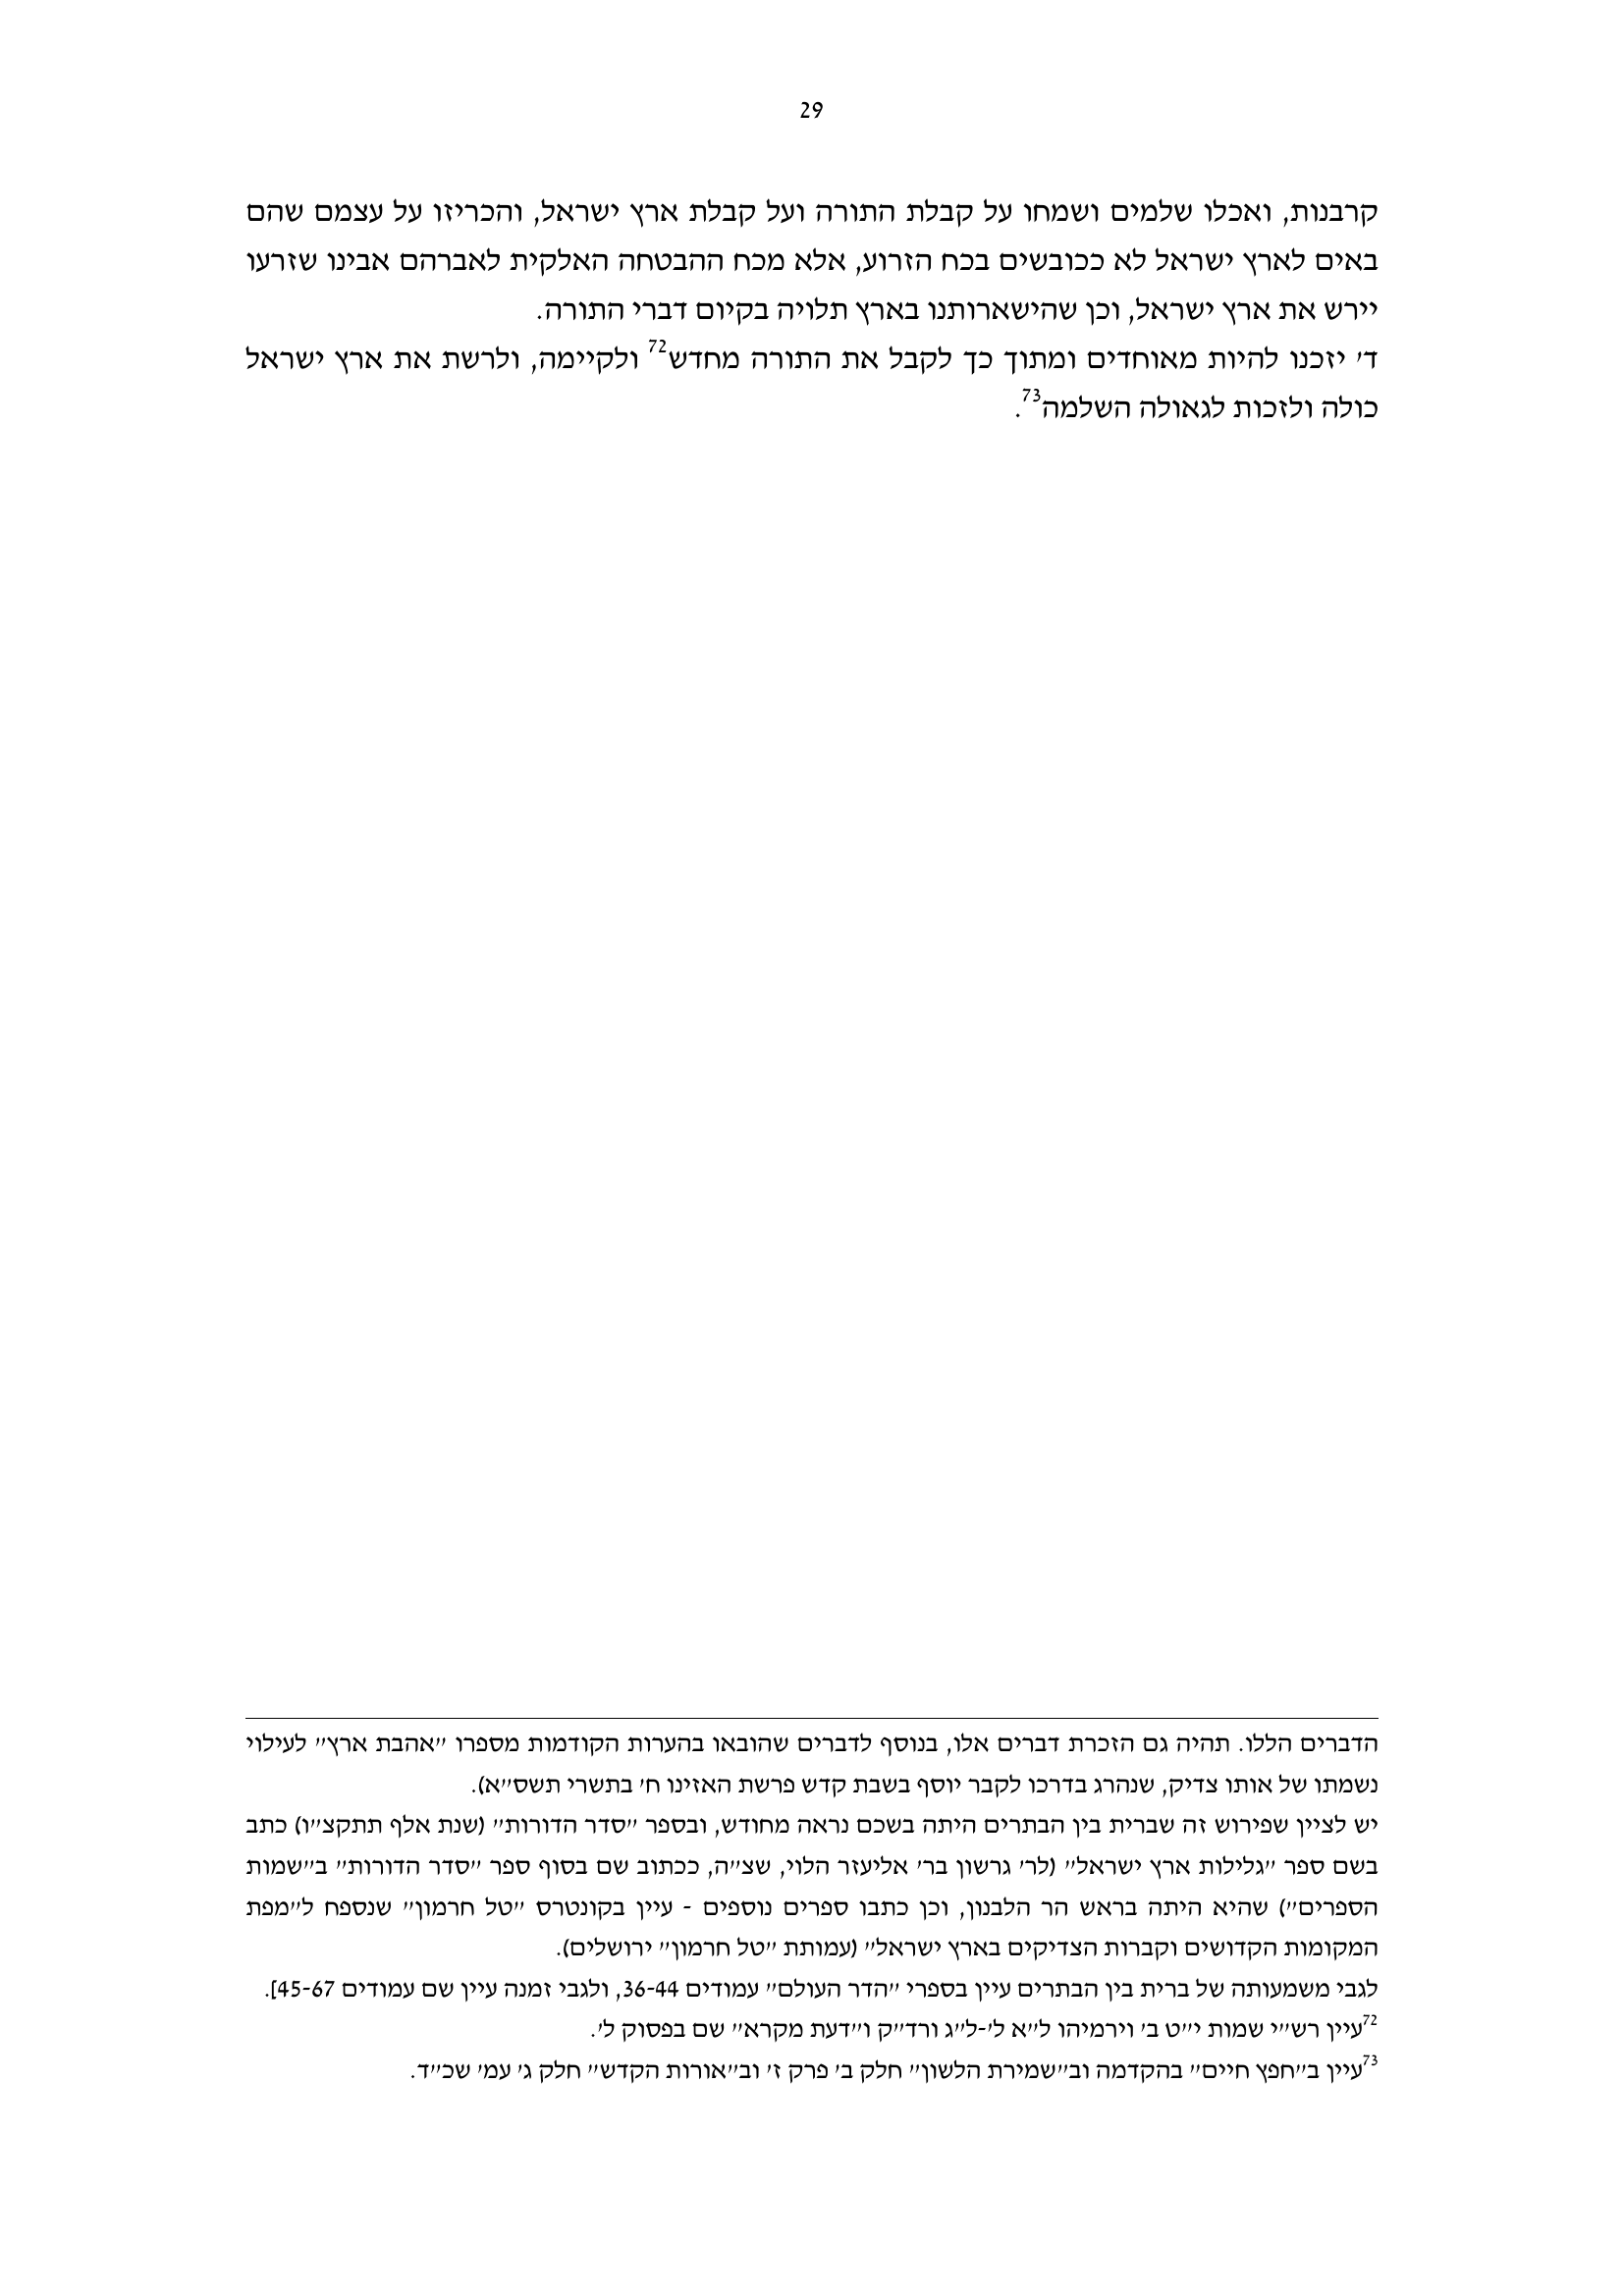 29
קרבנות, ואכלו שלמים ושמחו על קבלת התורה ועל קבלת ארץ ישראל, והכריזו על עצמם שהם
באים לארץ ישראל לא ככובשים בכח הזרוע, אלא מכח ההבטחה האלקית לאברהם אבינו שזרעו
יירש את ארץ ישראל, וכן שהישארותנו בארץ תלויה בקיום דברי התורה.
ד׳ יזכנו להיות מאוחדים ומתוך כך לקבל את התורה מחדש72 ולקיימה, ולרשת את ארץ ישראל
כולה ולזכות לגאולה השלמה73.
הדברים הללו. תהיה גם הזכרת דברים אלו, בנוסף לדברים שהובאו בהערות הקודמות מספרו ״אהבת ארץ״ לעילוי
נשמתו של אותו צדיק, שנהרג בדרכו לקבר יוסף בשבת קדש פרשת האזינו ח׳ בתשרי תשס״א).
יש לציין שפירוש זה שברית בין הבתרים היתה בשכם נראה מחודש, ובספר ״סדר הדורות״ (שנת אלף תתקצ״ו) כתב
בשם ספר ״גלילות ארץ ישראל״ (לר׳ גרשון בר׳ אליעזר הלוי, שצ״ה, ככתוב שם בסוף ספר ״סדר הדורות״ ב״שמות
הספרים״) שהיא היתה בראש הר הלבנון, וכן כתבו ספרים נוספים - עיין בקונטרס ״טל חרמון״ שנספח ל״מפת
המקומות הקדושים וקברות הצדיקים בארץ ישראל״ (עמותת ״טל חרמון״ ירושלים).
לגבי משמעותה של ברית בין הבתרים עיין בספרי ״הדר העולם״ עמודים 36-44, ולגבי זמנה עיין שם עמודים 45-67].
72עיין רש״י שמות י״ט ב׳ וירמיהו ל״א ל׳-ל״ג ורד״ק ו״דעת מקרא״ שם בפסוק ל׳.
73עיין ב״חפץ חיים״ בהקדמה וב״שמירת הלשון״ חלק ב׳ פרק ז׳ וב״אורות הקדש״ חלק ג׳ עמ׳ שכ״ד.